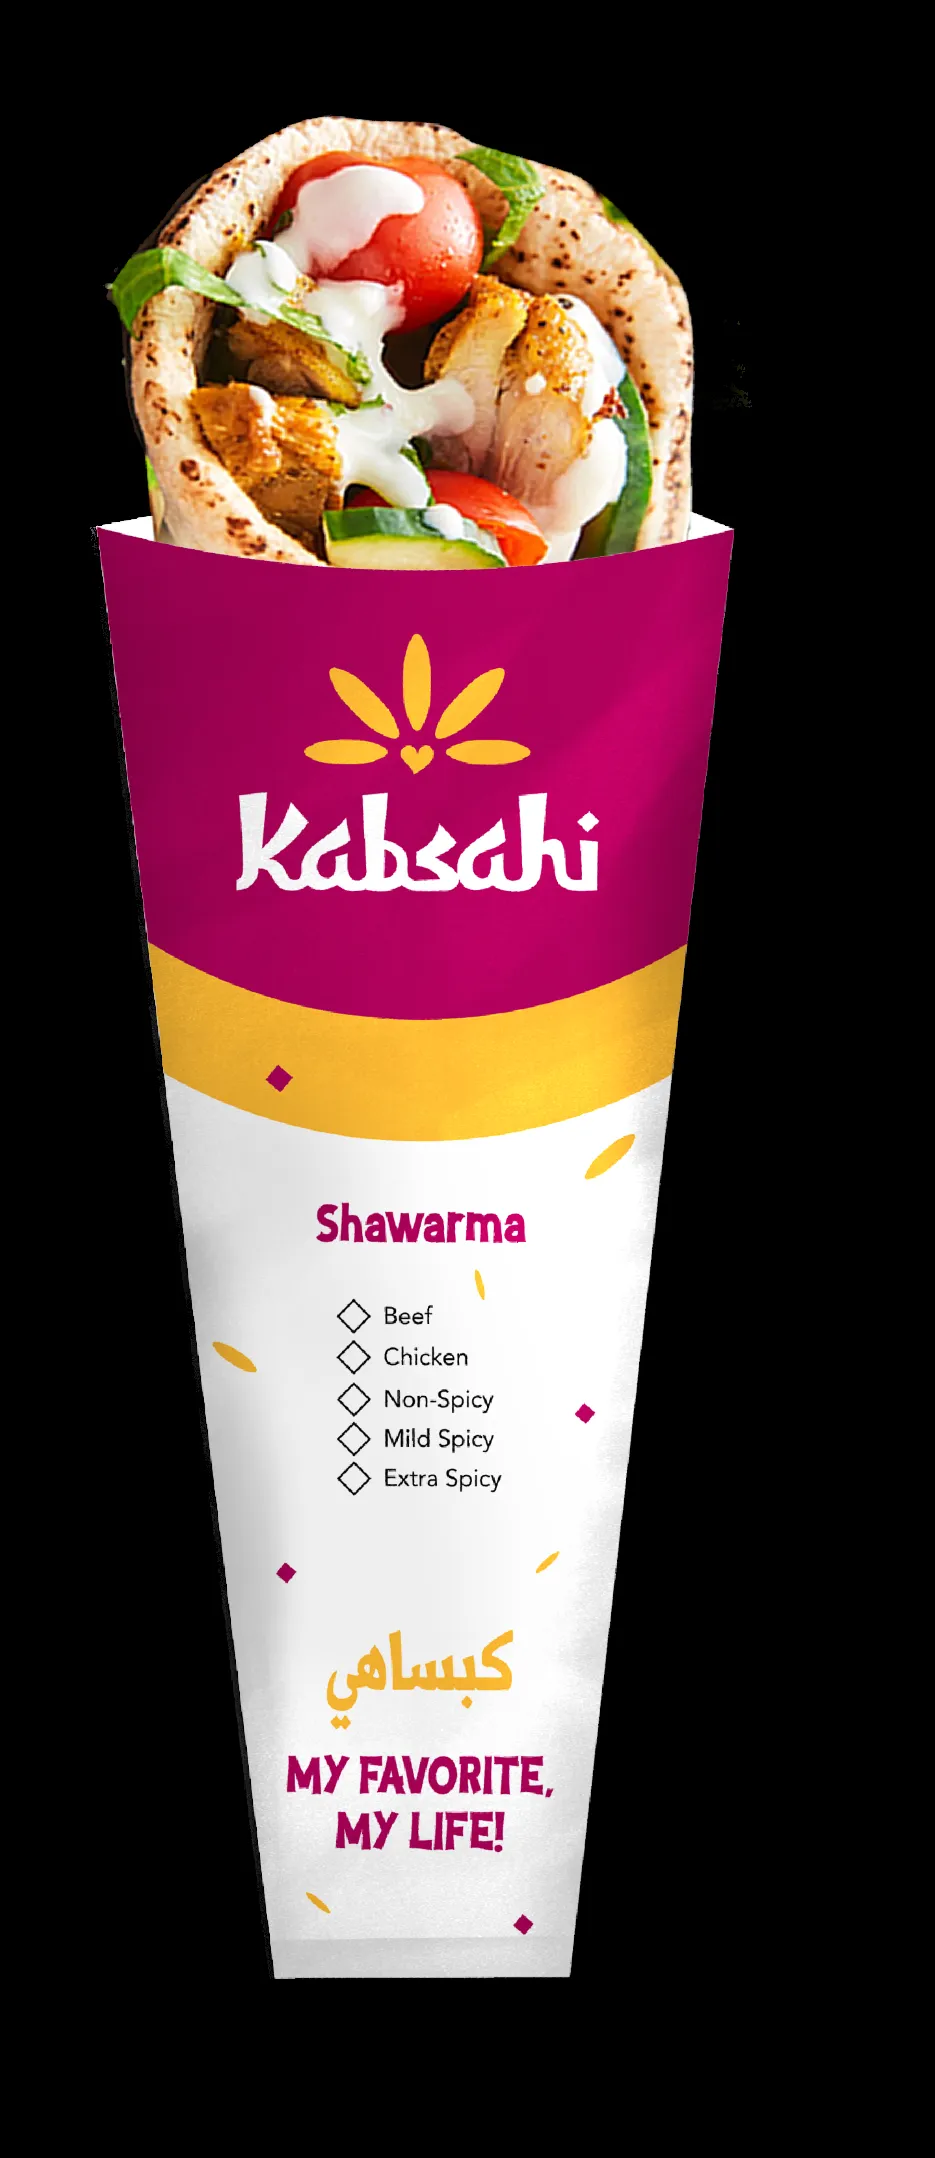 Kabsahi
Shawarma
Beef
Chicken
Non-Spicy
Mild Spicy
Extra Spicy
كبساهي
MY FAVORITE,
MY LIFE!